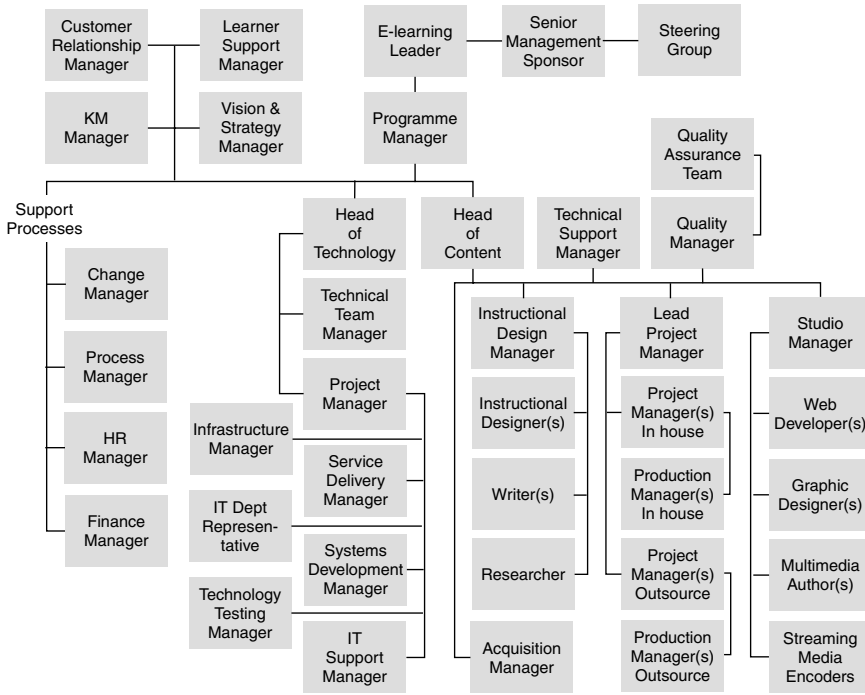 Customer
Relationship
Manager
Learner
Support
Manager
E-learning
Leader
Senior
Management
Sponsor
Steering
Group
KM
Manager
Vision &
Strategy
Manager
Programme
Manager
Quality
Assurance
Team
Support
Processes
Head
of
Technology
Head
of
Content
Technical
Support
Manager
Quality
Manager
Change
Manager
Process
Manager
HR
Manager
Finance
Manager
Technical
Team
Manager
Project
Manager
Infrastructure
Manager
Service
Delivery
Manager
IT Dept
Represen-
tative
Systems
Development
Manager
Technology
Testing
Manager
IT
Support
Manager
Instructional
Design
Manager
Instructional
Designer(s)
Writer(s)
Researcher
Acquisition
Manager
Lead
Project
Manager
Project
Manager(s)
In house
Production
Manager(s)
In house
Project
Manager(s)
Outsource
Production
Manager(s)
Outsource
Studio
Manager
Web
Developer(s)
Graphic
Designer(s)
Multimedia
Author(s)
Streaming
Media
Encoders